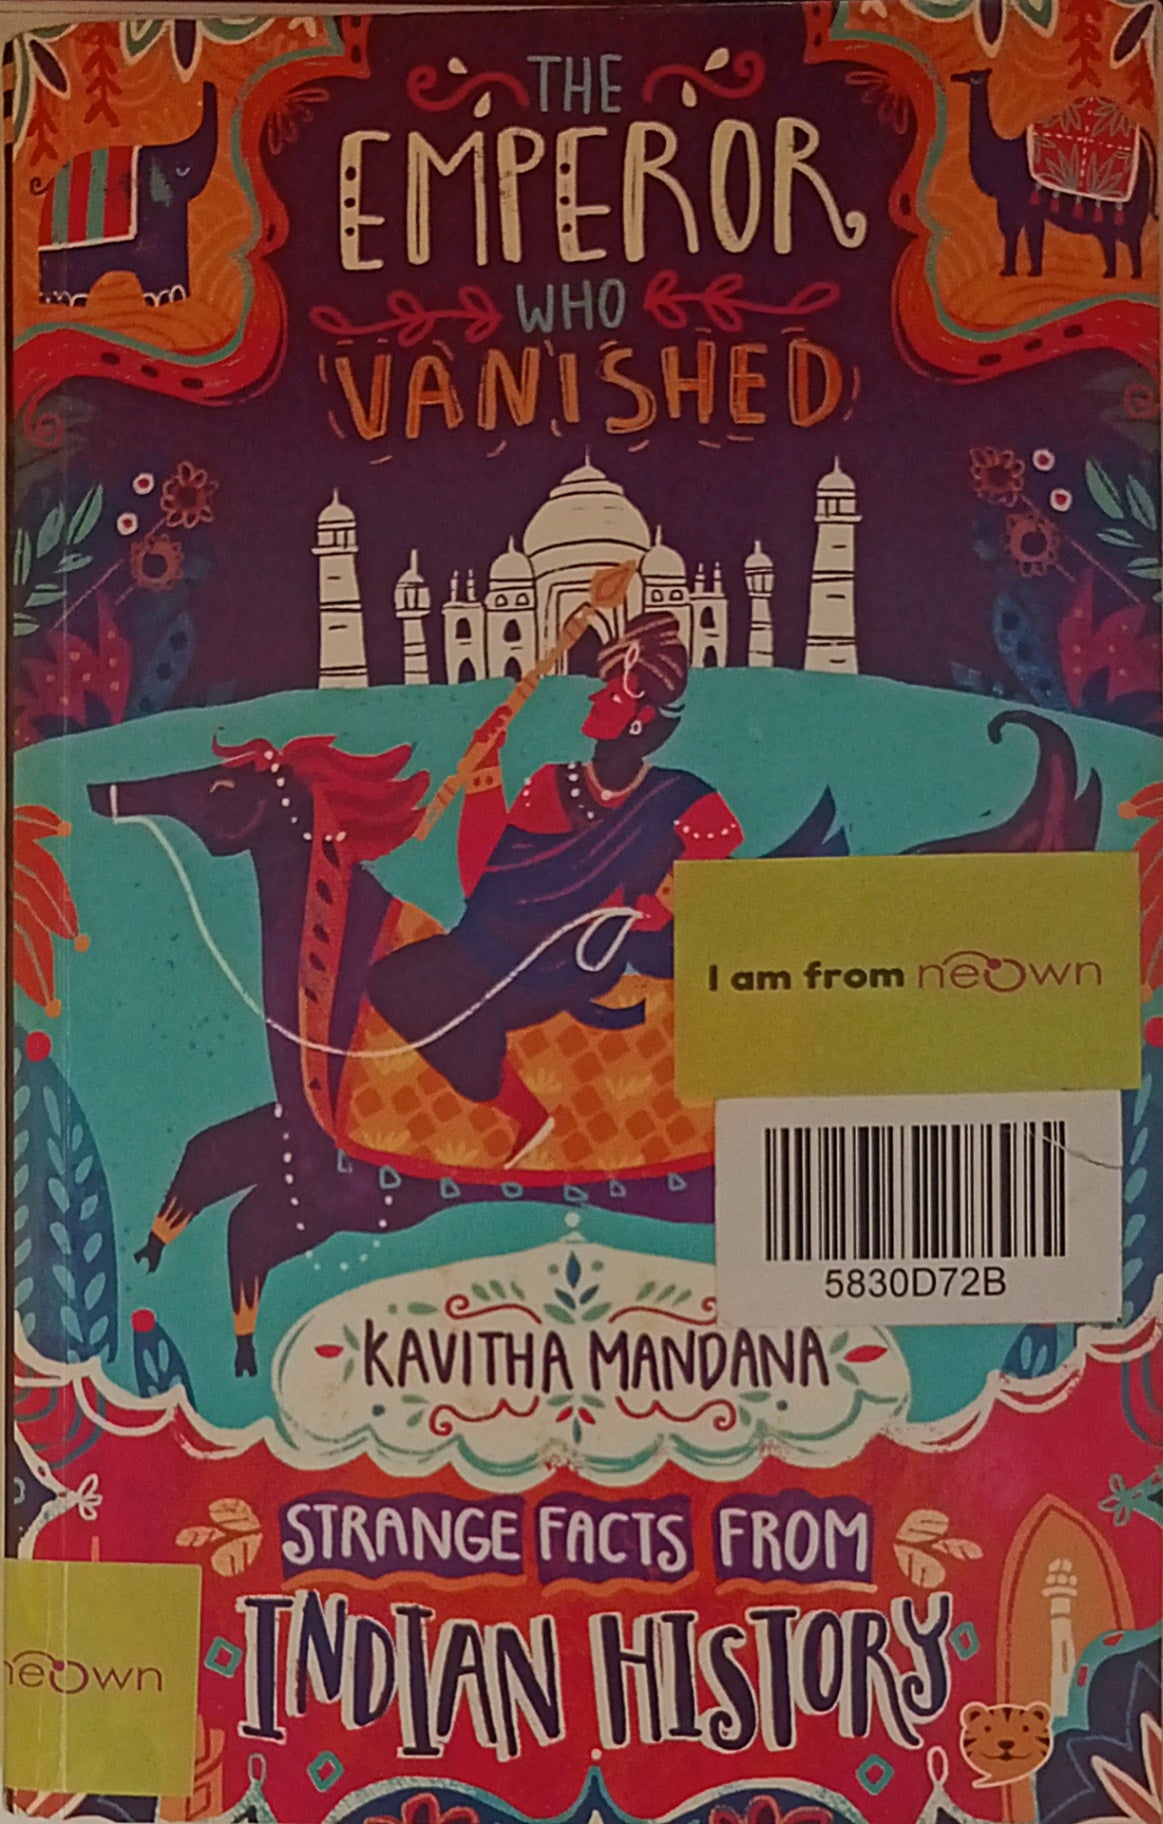 THE
EMPEROR
WHO
VANISHED
I am from neOwn
5830D72B
KAVITHA MANDANA
STRANGE FACTS FROM
INDIAN HISTORY
neOwn